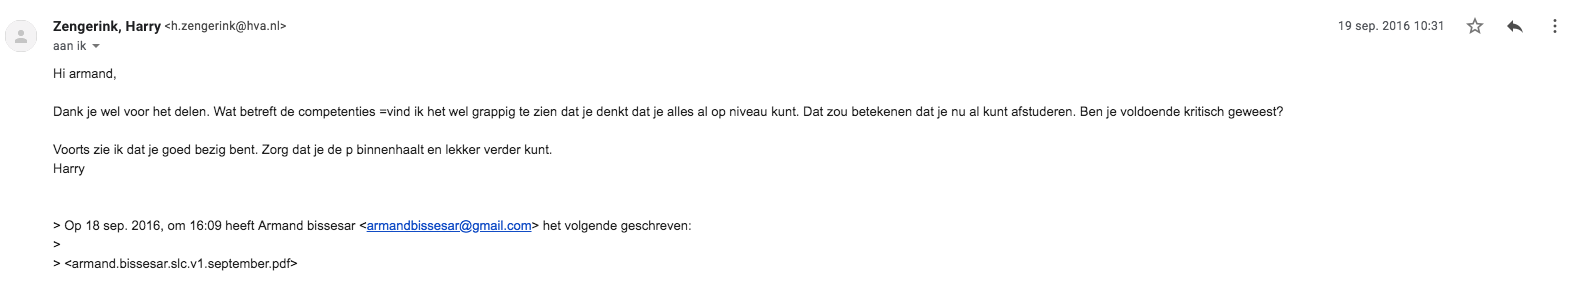 Zengerink, Harry <h.zengerink@hva.nl> 19 sep. 2016 10:31
aan ik
Hi armand,
Dank je wel voor het delen. Wat betreft de competenties =vind ik het wel grappig te zien dat je denkt dat je alles al op niveau kunt. Dat zou betekenen dat je nu al kunt afstuderen. Ben je voldoende kritisch geweest?
Voorts zie ik dat je goed bezig bent. Zorg dat je de p binnenhaalt en lekker verder kunt.
Harry
> Op 18 sep. 2016, om 16:09 heeft Armand bissesar <armandbissesar@gmail.com> het volgende geschreven:
>
> <armand.bissesar.slc.v1.september.pdf>